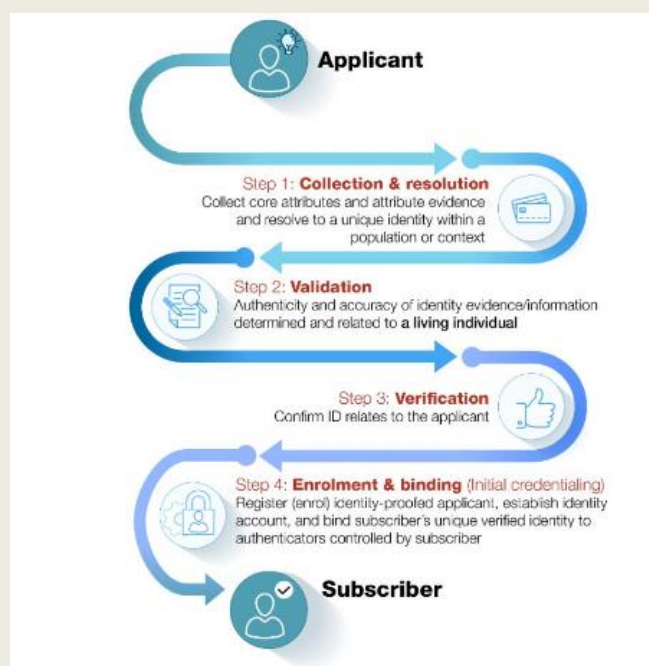 Applicant
Step 1: Collection & resolution
Collect core attributes and attribute evidence
and resolve to a unique identity within a
population or context
Step 2: Validation
Authenticity and accuracy of identity evidence/information
determined and related to a living individual
Step 3: Verification
Confirm ID relates to the applicant
Step 4: Enrolment & binding (Initial credentialing)
Register (enrol) identity-proofed applicant, establish identity
account, and bind subscriber's unique verified identity to
authenticators controlled by subscriber
Subscriber